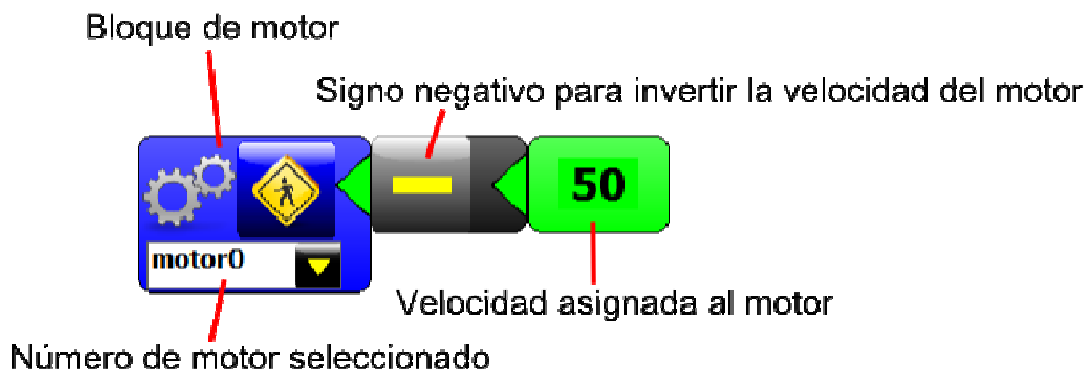 Bloque de motor
Signo negativo para invertir la velocidad del motor
50
motor0
Velocidad asignada al motor
Número de motor seleccionado